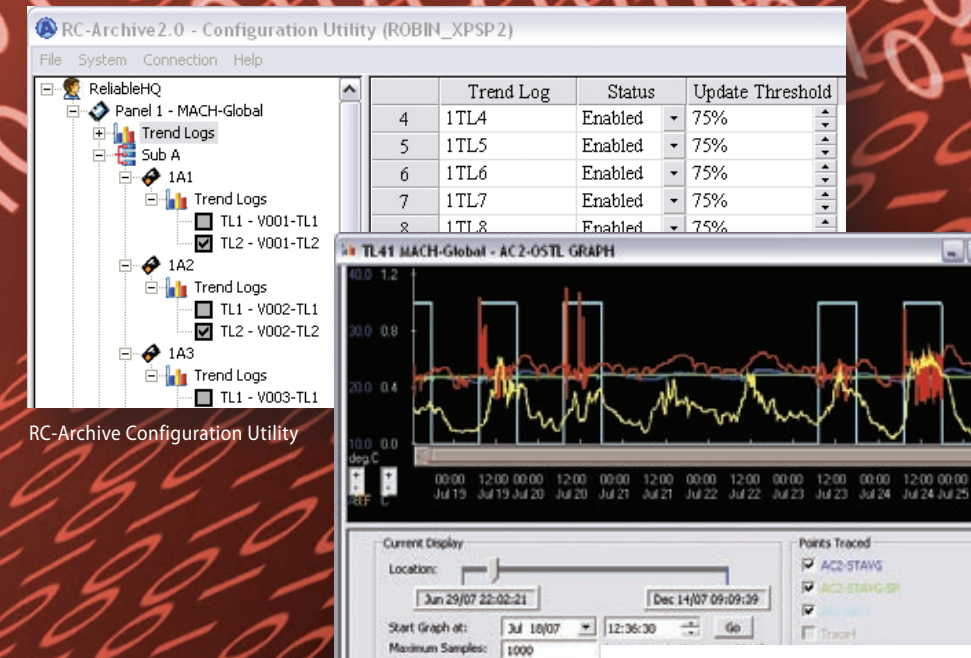 RC-Archive2.0 - Configuration Utility (ROBIN_XPSP2)
File System Connection Help
ReliableHQ
Panel 1 - MACH-Global
Trend Logs
Sub A
1A1
Trend Logs
TL1 - V001-TL1
TL2 - V001-TL2
1A2
Trend Logs
TL1 - V002-TL1
TL2 - V002-TL2
1A3
Trend Logs
TL1 - V003-TL1
Trend Log Status Update Threshold
4 1TL4 Enabled 75%
5 1TL5 Enabled 75%
6 1TL6 Enabled 75%
7 1TL7 Enabled 75%
8 1TL8 Enabled 75%
RC-Archive Configuration Utility
TL41 MACH-Global - AC2-OSTL GRAPH
40.0 1.2
30.0 0.8
20.0 0.4
10.0 0.0
deg.C
00:00 12:00 00:00 12:00 00:00 12:00 00:00 12:00 00:00 12:00 00:00 12:00 00:00
Jul 19 Jul 19 Jul 20 Jul 20 Jul 21 Jul 21 Jul 22 Jul 22 Jul 23 Jul 23 Jul 24 Jul 24 Jul 25
C
Current Display
Location:
Jun 29/07 22:02:21 Dec 14/07 09:09:39
Start Graph at: Jul 18/07 12:36:30 Go
Maximum Samples: 1000
Points Traced
AC2-STAVG
AC2-STAVG-SP
Trace4